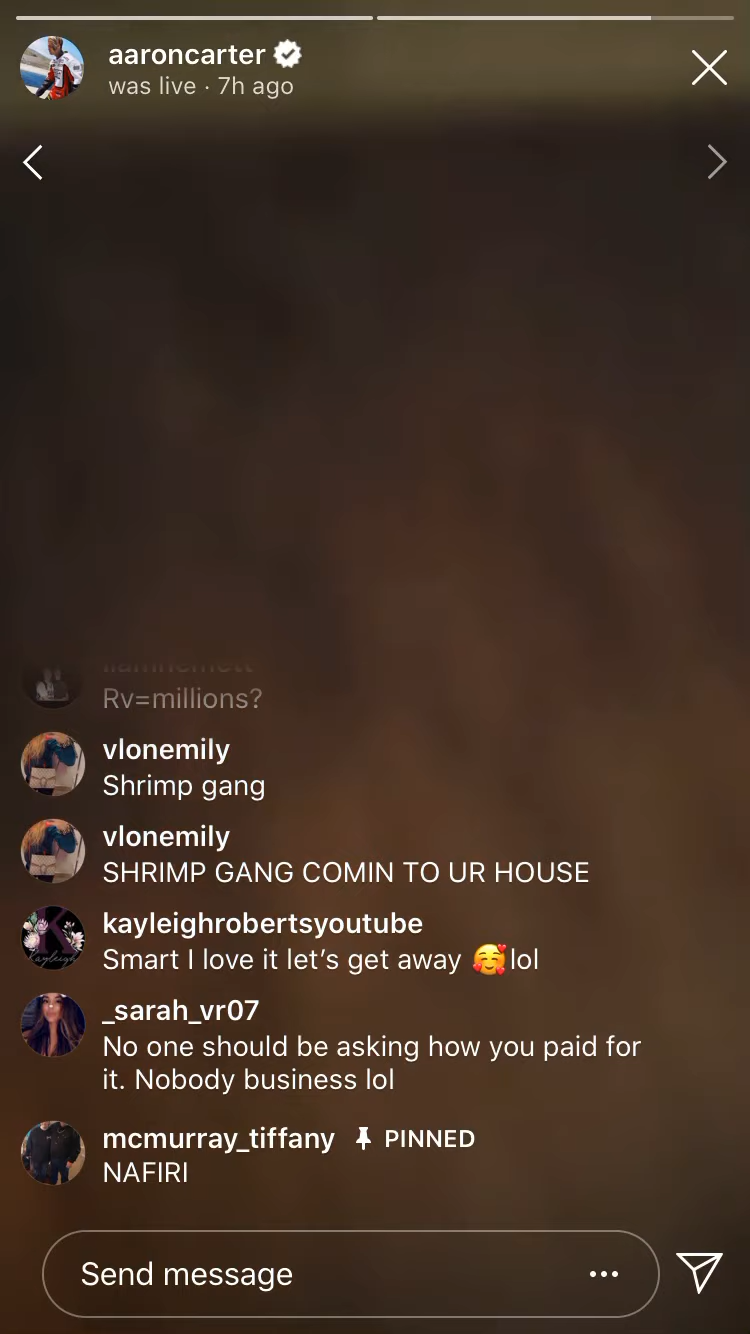 aaroncarter
was live · 7h ago
Rv=millions?
vlonemily
Shrimp gang
vlonemily
SHRIMP GANG COMIN TO UR HOUSE
kayleighrobertsyoutube
Smart I love it let’s get away 🥰lol
_sarah_vr07
No one should be asking how you paid for
it. Nobody business lol
mcmurray_tiffany PINNED
NAFIRI
Send message